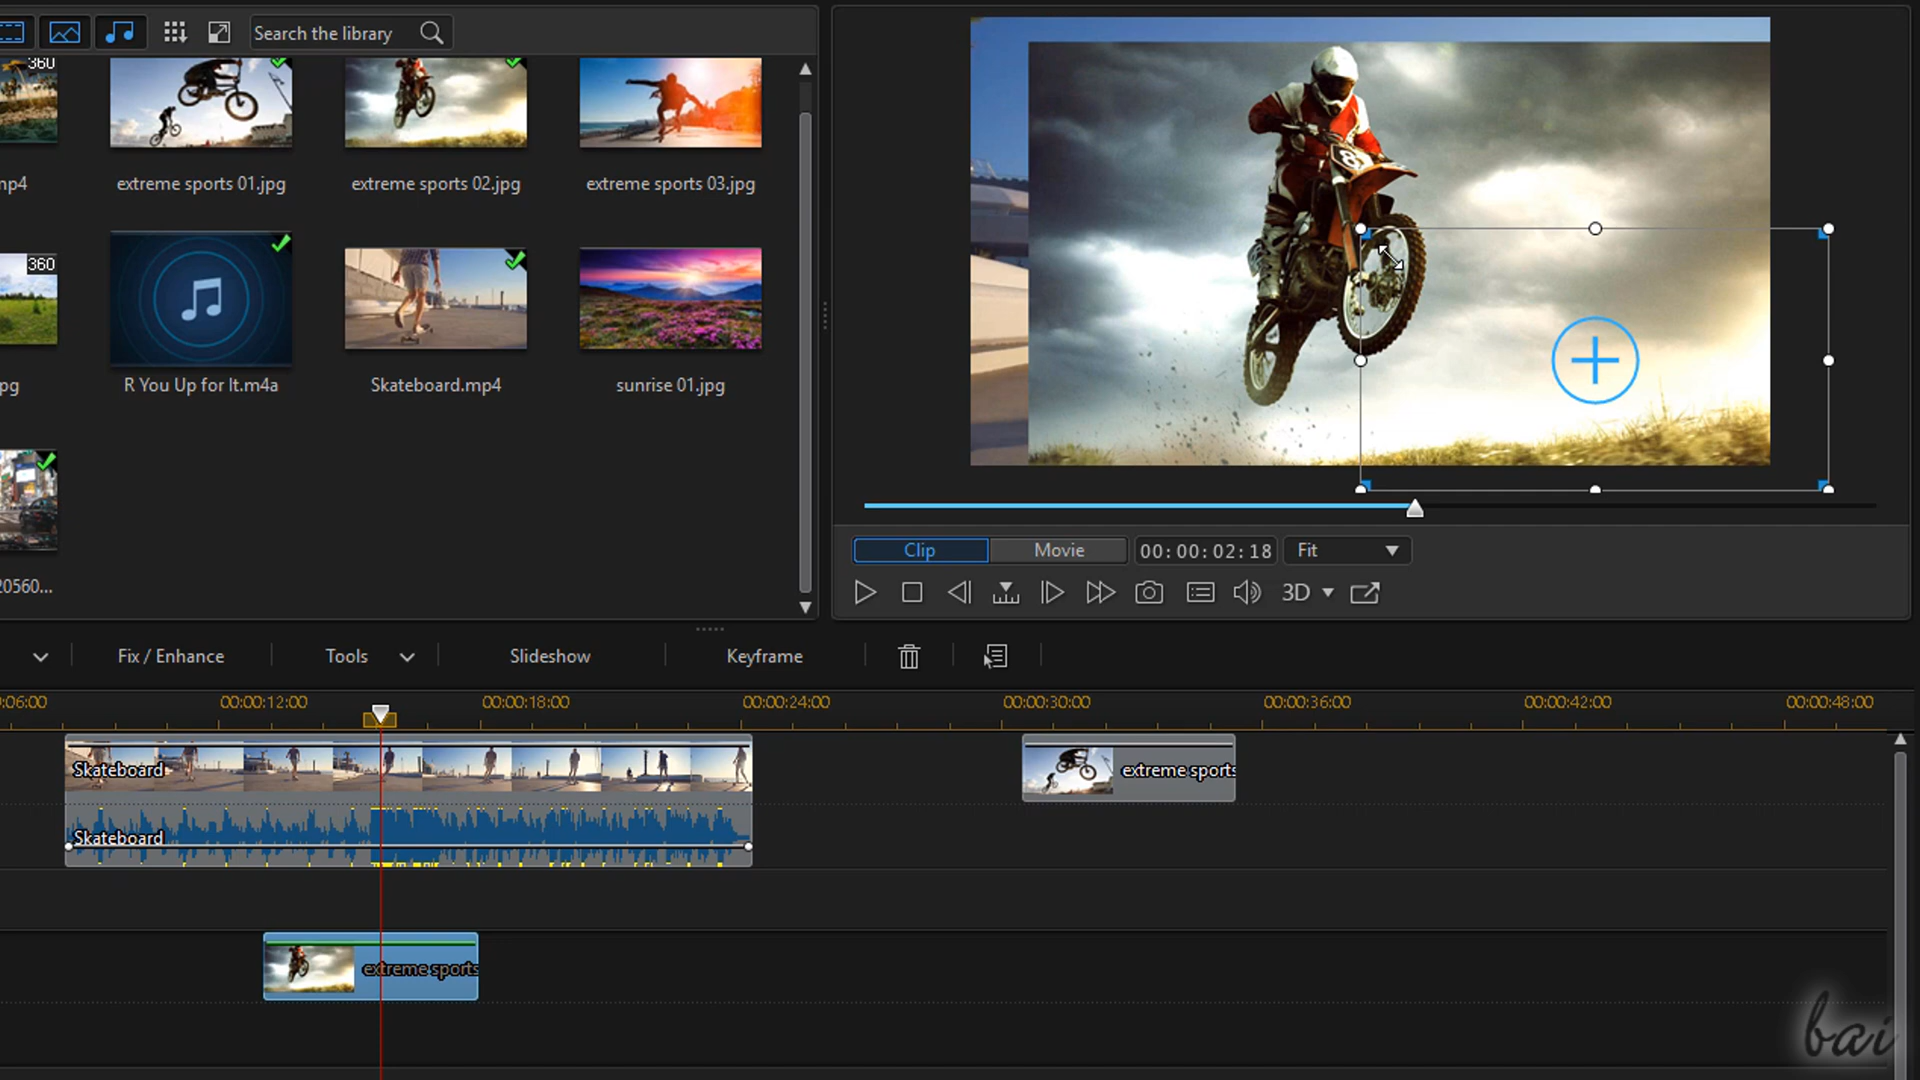 Search the library
360
mp4
extreme sports 01.jpg
extreme sports 02.jpg
extreme sports 03.jpg
360
pg
R You Up for It.m4a
Skateboard.mp4
sunrise 01.jpg
20560...
8
Clip
Movie
00:00:02:18
Fit
3D
Fix / Enhance
Tools
Slideshow
Keyframe
:06:00
00:00:12:00
00:00:18:00
00:00:24:00
00:00:30:00
00:00:36:00
00:00:42:00
00:00:48:00
Skateboard
extreme sports
Skateboard
extreme sports
bai